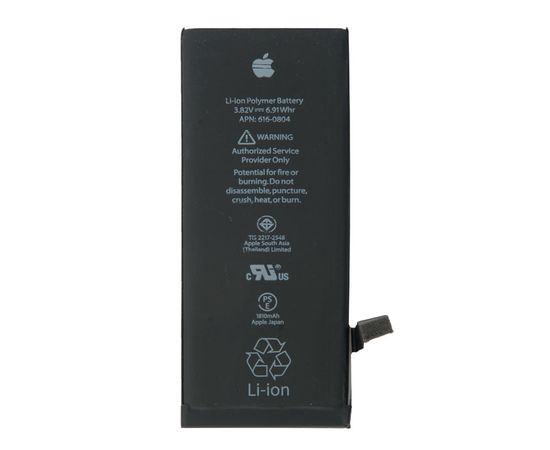 Li-ion Polymer Battery
3.82V⎓6.91Whr
APN: 616-0804
WARNING
Authorized Service
Provider Only
Potential for fire or
burning. Do not
disassemble, puncture,
crush, heat, or burn.
TIS 2217-2548
Apple South Asia
(Thailand) Limited
c RU US
PS
E
1810mAh
Apple Japan
Li-ion